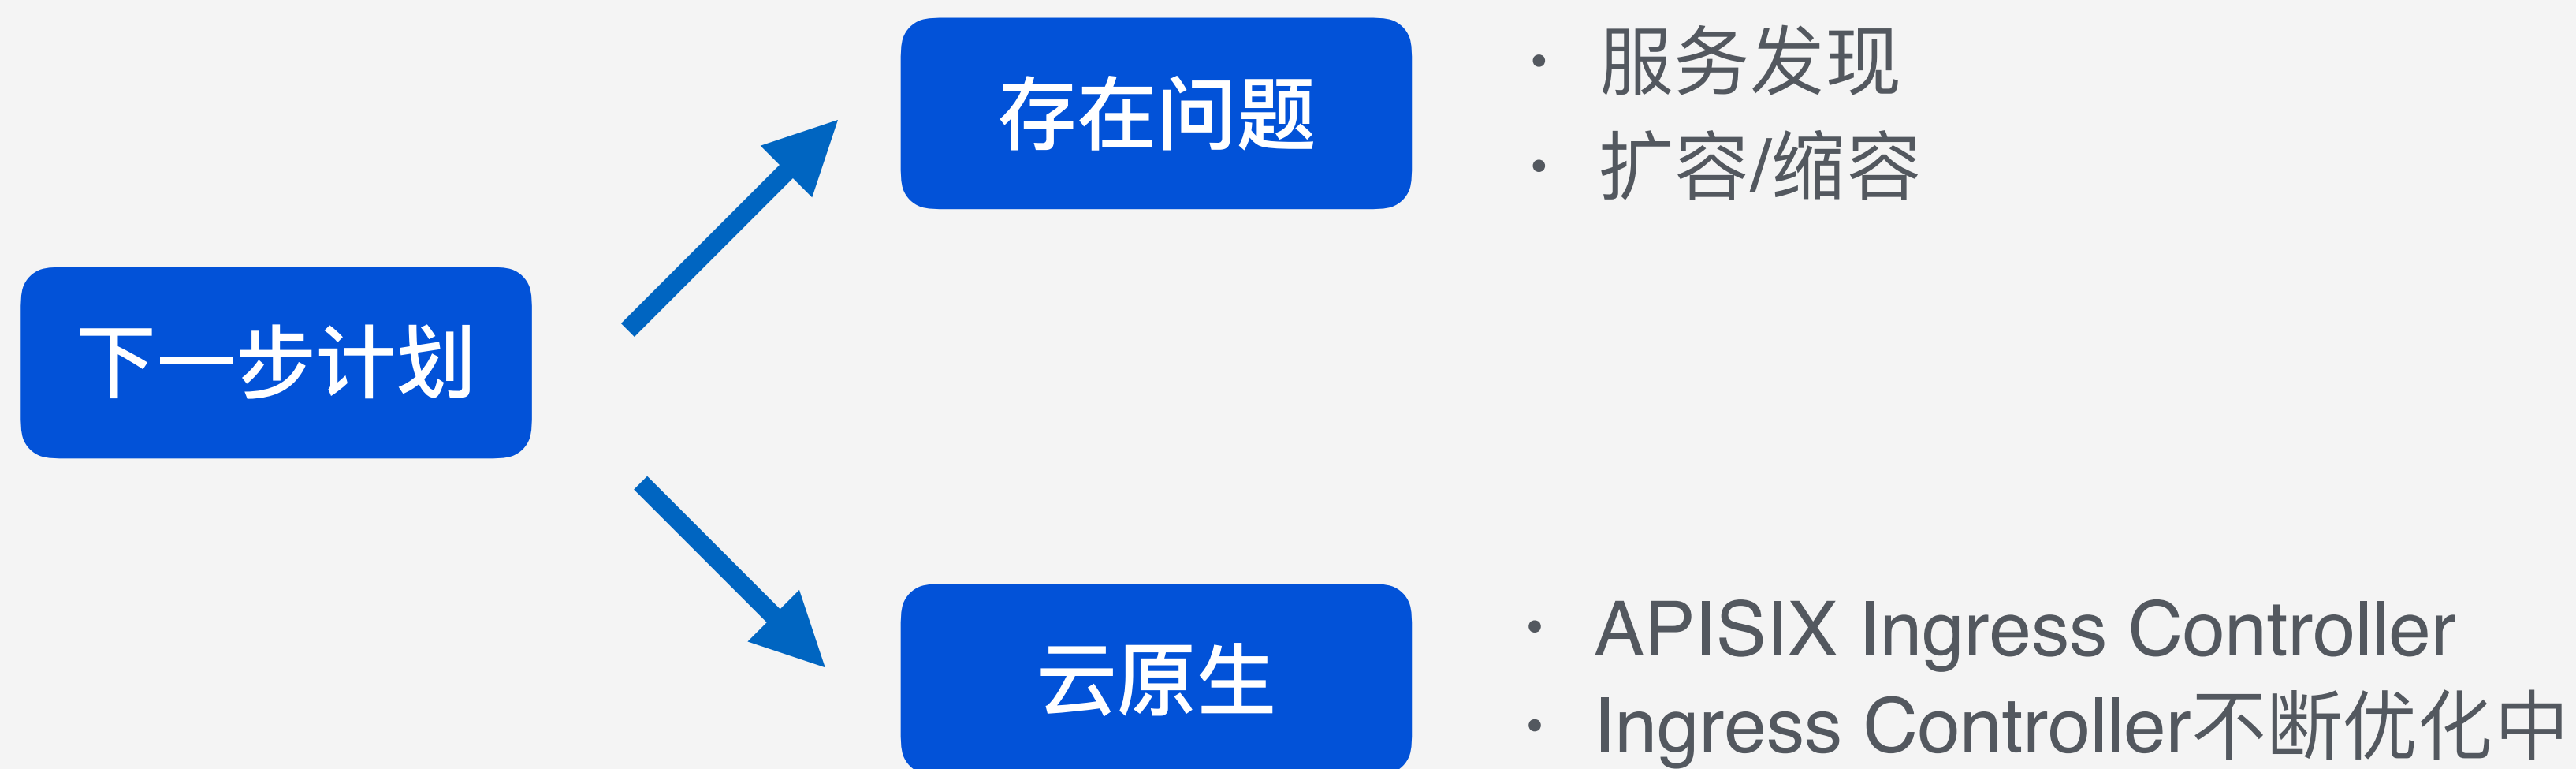 下一步计划
存在问题
• 服务发现
• 扩容/缩容
云原生
• APISIX Ingress Controller
• Ingress Controller不断优化中